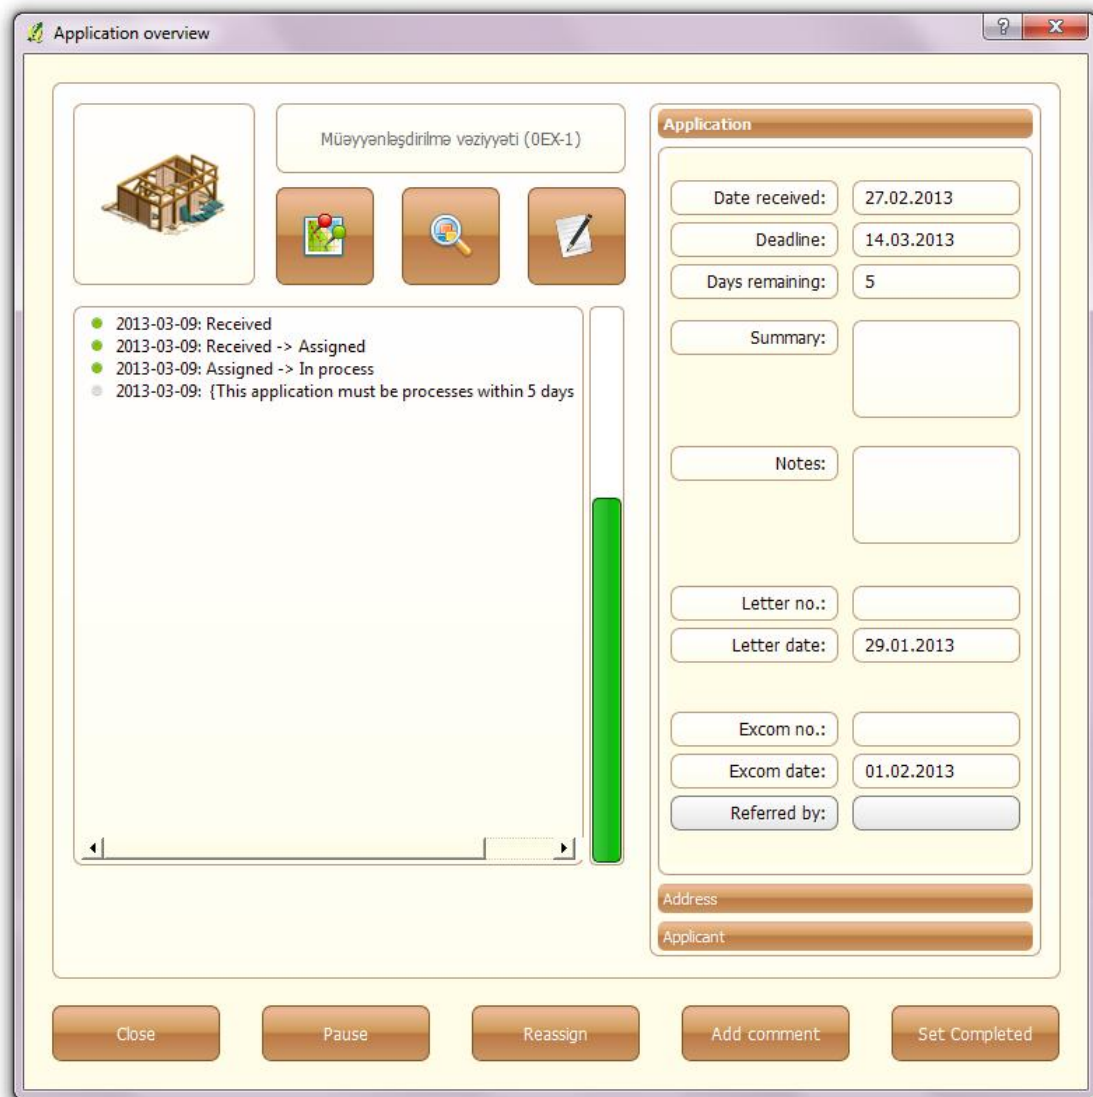 Application overview
Müəyyənləşdirilmə vəziyyəti (0EX-1)
2013-03-09: Received
2013-03-09: Received -> Assigned
2013-03-09: Assigned -> In process
2013-03-09: {This application must be processes within 5 days
Application
Date received: 27.02.2013
Deadline: 14.03.2013
Days remaining: 5
Summary:
Notes:
Letter no.:
Letter date: 29.01.2013
Excom no.:
Excom date: 01.02.2013
Referred by:
Address
Applicant
Close Pause Reassign Add comment Set Completed